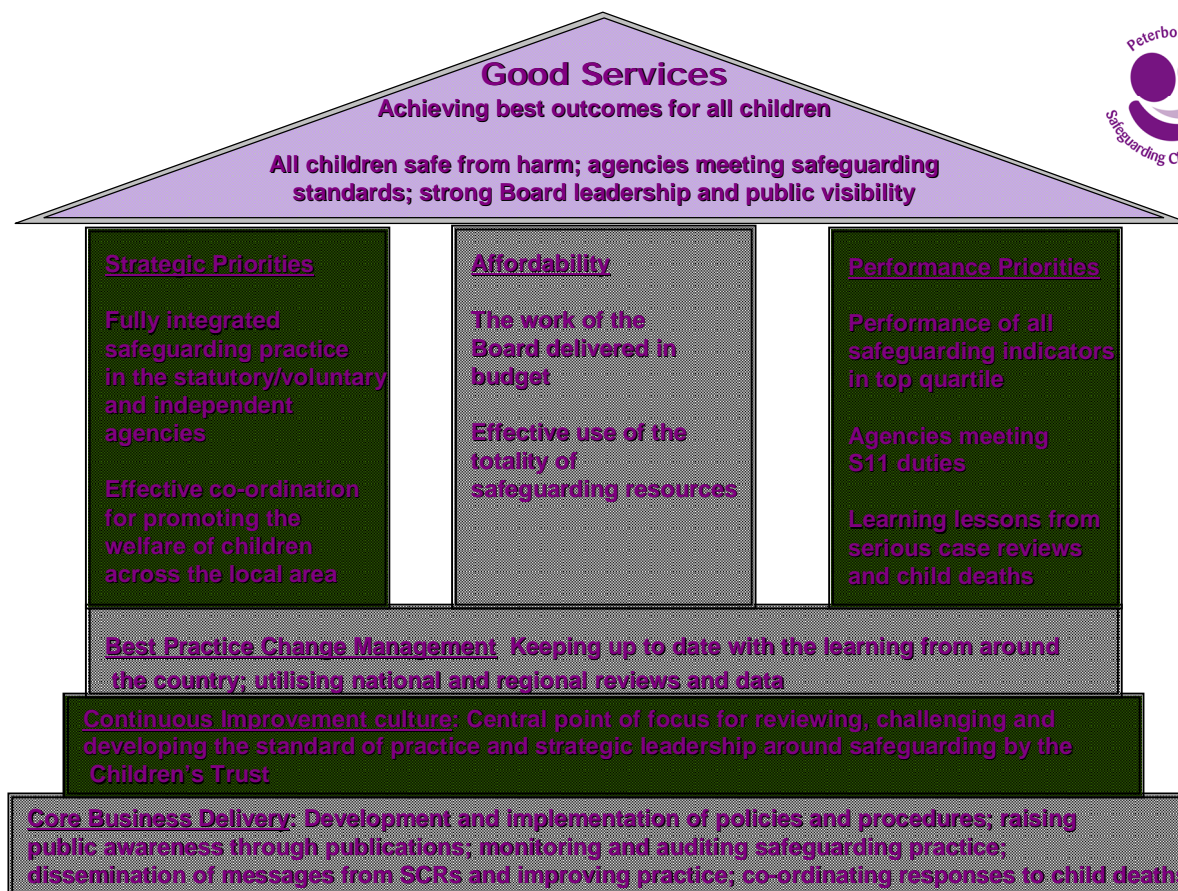 Good Services
Achieving best outcomes for all children
All children safe from harm; agencies meeting safeguarding
standards; strong Board leadership and public visibility
Strategic Priorities
Fully integrated
safeguarding practice
in the statutory/voluntary
and independent
agencies
Effective co-ordination
for promoting the
welfare of children
across the local area
Affordability
The work of the
Board delivered in
budget
Effective use of the
totality of
safeguarding resources
Performance Priorities
Performance of all
safeguarding indicators
in top quartile
Agencies meeting
S11 duties
Learning lessons from
serious case reviews
and child deaths
Best Practice Change Management Keeping up to date with the learning from around
the country; utilising national and regional reviews and data
Continuous Improvement culture: Central point of focus for reviewing, challenging and
developing the standard of practice and strategic leadership around safeguarding by the
Children's Trust
Core Business Delivery: Development and implementation of policies and procedures; raising
public awareness through publications; monitoring and auditing safeguarding practice;
dissemination of messages from SCRs and improving practice; co-ordinating responses to child death
Safeguarding